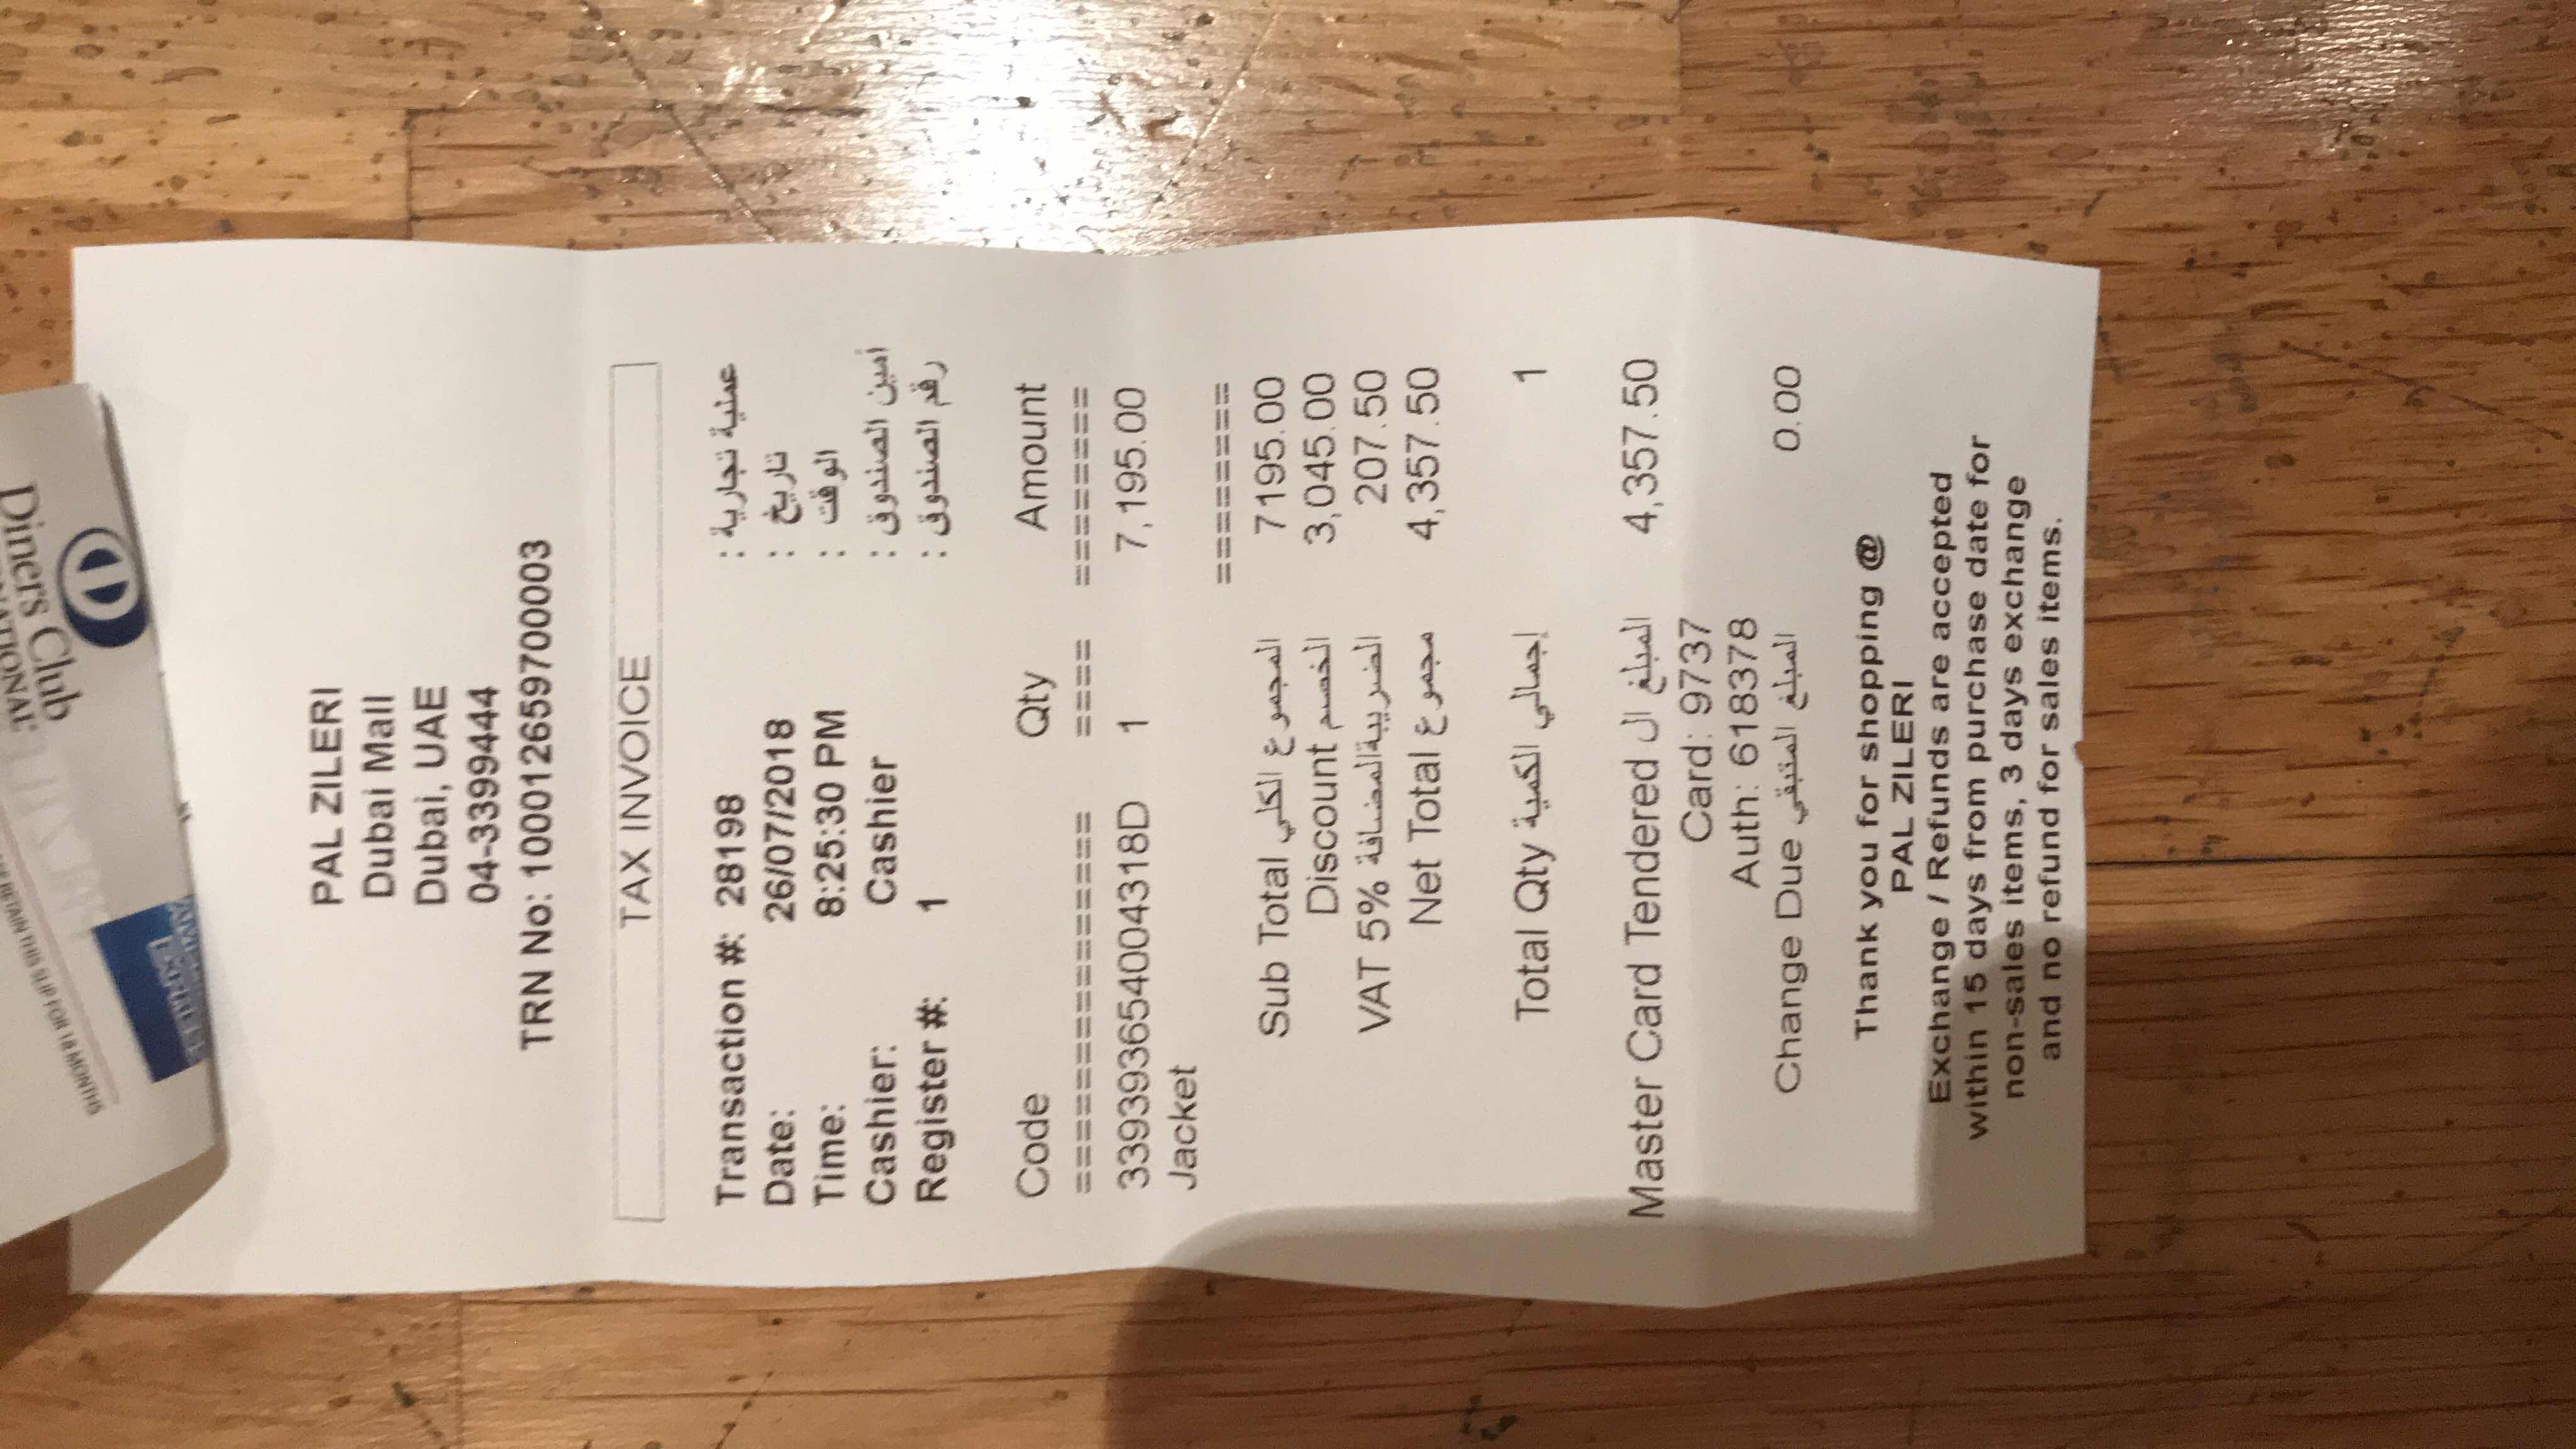 RETAIN THIS SLIP FOR 18 MONTHS
Diners Club
AMERICAN
EXPRESS
PAL ZILERI
Dubai Mall
Dubai, UAE
04-3399444
TRN No: 100012659700003
TAX INVOICE
Transaction #: 28198 عملية تجارية :
Date: 26/07/2018 تاريخ :
Time: 8:25:30 PM الوقت :
Cashier: Cashier أمين الصندوق :
Register #: 1 رقم الصندوق :
Code Qty Amount
=============== ==== ========
339393654004318D 1 7,195.00
Jacket
========
Sub Total المجموع الكلي 7195.00
Discount الخصم 3,045.00
VAT 5% الضريبةالمضافة 207.50
Net Total مجموع 4,357.50
Total Qty إجمالي الكمية 1
Master Card Tendered المبلغ ال 4,357.50
Card: 9737
Auth: 618378
Change Due المبلغ المتبقي 0.00
Thank you for shopping @
PAL ZILERI
Exchange / Refunds are accepted
within 15 days from purchase date for
non-sales items, 3 days exchange
and no refund for sales items.